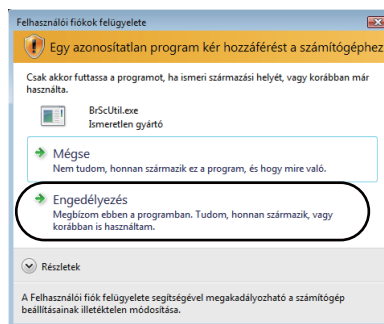 Felhasználói fiókok felügyelete
Egy azonosítatlan program kér hozzáférést a számítógéphez
Csak akkor futtassa a programot, ha ismeri származási helyét, vagy korábban már
használta.
BrScUtil.exe
Ismeretlen gyártó
Mégse
Nem tudom, honnan származik ez a program, és hogy mire való.
Engedélyezés
Megbízom ebben a programban. Tudom, honnan származik, vagy
korábban is használtam.
Részletek
A Felhasználói fiók felügyelete segítségével megakadályozható a számítógép
beállításainak illetéktelen módosítása.